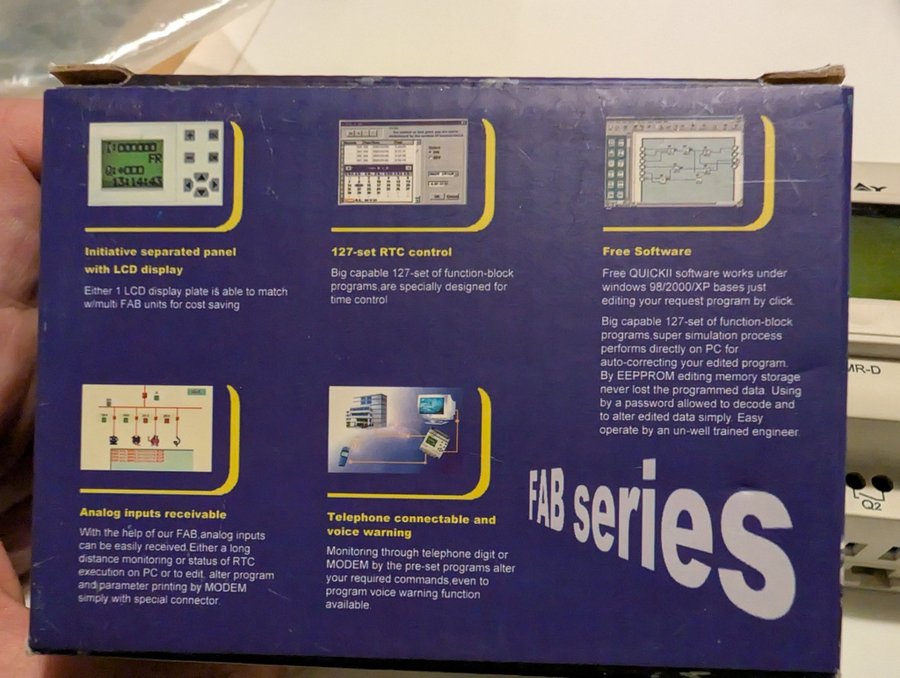 I:●●●●●●
FR
Q:●●●●
13:14:43
Initiative separated panel
with LCD display
Either 1 LCD display plate is able to match
w/multi FAB units for cost saving
127-set RTC control
Big capable 127-set of function-block
programs,are specially designed for
time control
Free Software
Free QUICKII software works under
windows 98/2000/XP bases just
editing your request program by click.
Big capable 127-set of function-block
programs,super simulation process
performs directly on PC for
auto-correcting your edited program.
By EEPPROM editing memory storage
never lost the programmed data. Using
by a password allowed to decode and
to alter edited data simply. Easy
operate by an un-well trained engineer.
Analog inputs receivable
With the help of our FAB,analog inputs
can be easily received.Either a long
distance monitoring or status of RTC
execution on PC or to edit, alter program
and parameter printing by MODEM
simply with special connector.
Telephone connectable and
voice warning
Monitoring through telephone digit or
MODEM by the pre-set programs alter
your required commands,even to
program voice warning function
available.
FAB series
AY
MR-D
Q2